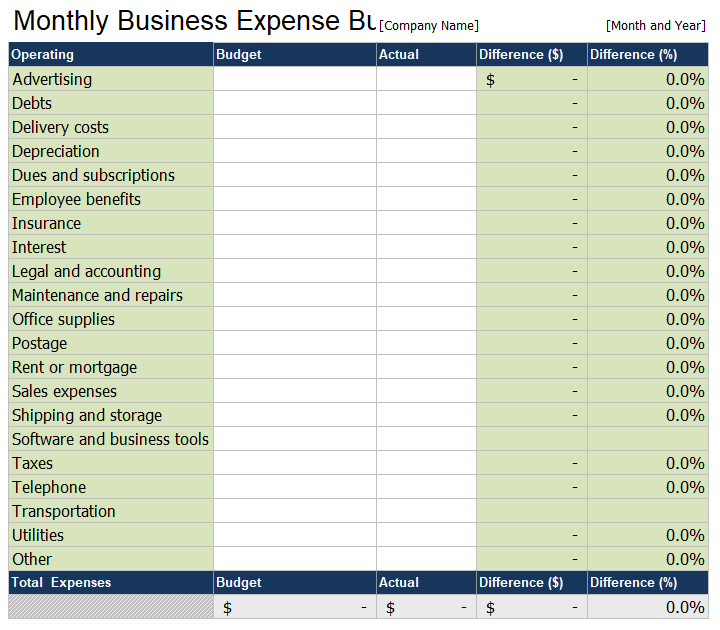 Monthly Business Expense Bu [Company Name] [Month and Year]
Operating Budget Actual Difference ($) Difference (%)
Advertising $ - 0.0%
Debts - 0.0%
Delivery costs - 0.0%
Depreciation - 0.0%
Dues and subscriptions - 0.0%
Employee benefits - 0.0%
Insurance - 0.0%
Interest - 0.0%
Legal and accounting - 0.0%
Maintenance and repairs - 0.0%
Office supplies - 0.0%
Postage - 0.0%
Rent or mortgage - 0.0%
Sales expenses - 0.0%
Shipping and storage - 0.0%
Software and business tools
Taxes - 0.0%
Telephone - 0.0%
Transportation
Utilities - 0.0%
Other - 0.0%
Total Expenses Budget Actual Difference ($) Difference (%)
$ - $ - $ - 0.0%